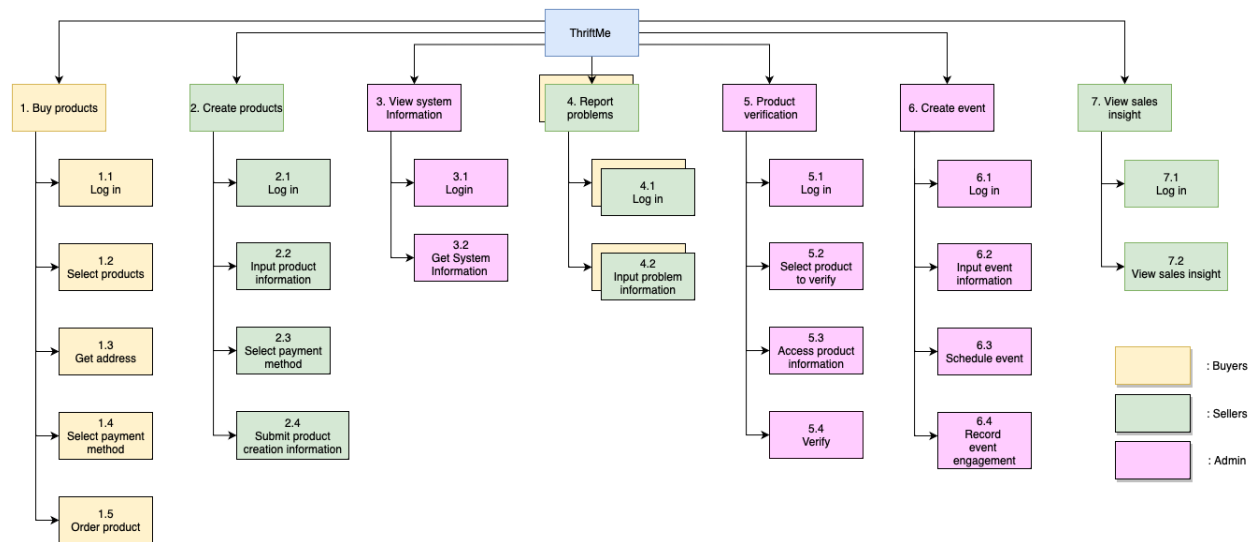 ThriftMe
1. Buy products
2. Create products
3. View system
Information
4. Report
problems
5. Product
verification
6. Create event
7. View sales
insight
1.1
Log in
2.1
Log in
3.1
Login
4.1
Log in
5.1
Log in
6.1
Log in
7.1
Log in
1.2
Select products
2.2
Input product
information
3.2
Get System
Information
4.2
Input problem
information
5.2
Select product
to verify
6.2
Input event
information
7.2
View sales insight
1.3
Get address
2.3
Select payment
method
5.3
Access product
information
6.3
Schedule event
1.4
Select payment
method
2.4
Submit product
creation information
5.4
Verify
6.4
Record
event
engagement
1.5
Order product
: Buyers
: Sellers
: Admin